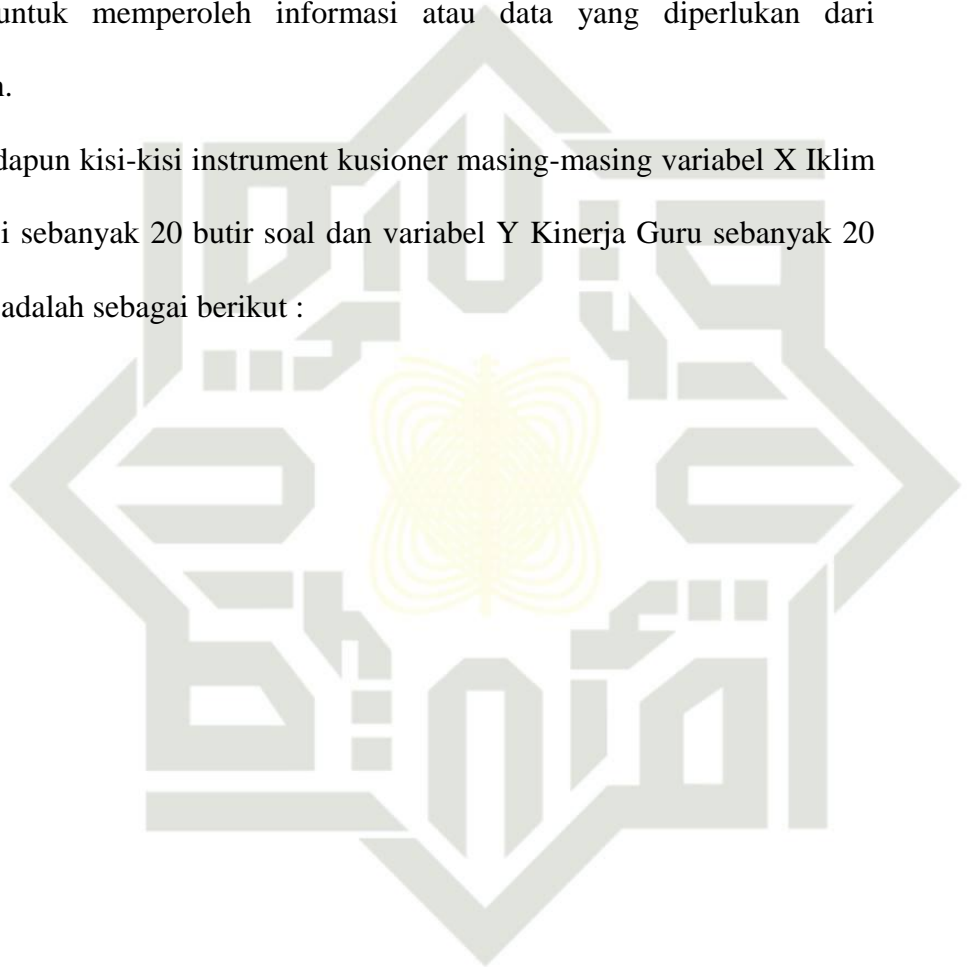 untuk memperoleh informasi atau data yang diperlukan dari
n.
dapun kisi-kisi instrument kusioner masing-masing variabel X Iklim
i sebanyak 20 butir soal dan variabel Y Kinerja Guru sebanyak 20
adalah sebagai berikut :